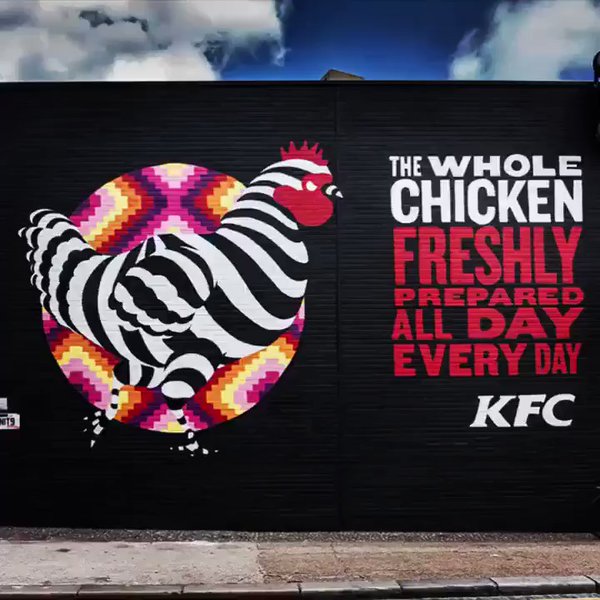 THE WHOLE
CHICKEN
FRESHLY
PREPARED
ALL DAY
EVERY DAY
KFC